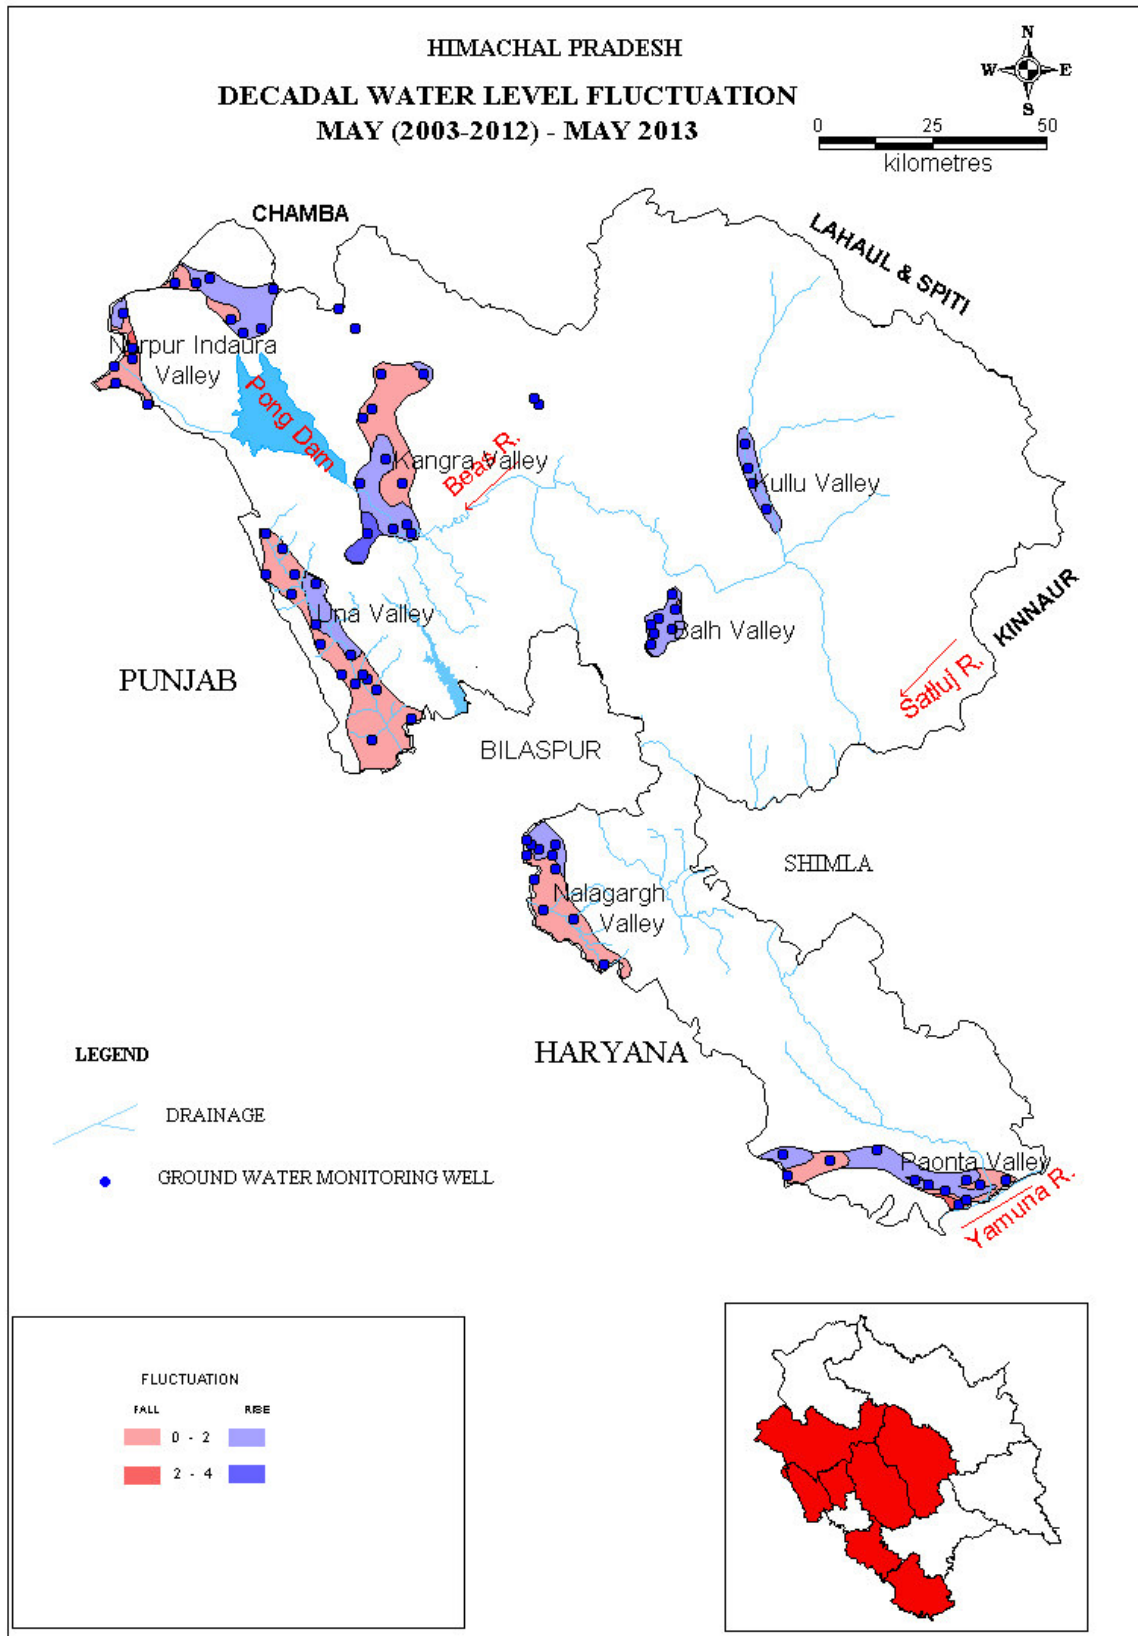 HIMACHAL PRADESH
DECADAL WATER LEVEL FLUCTUATION
MAY (2003-2012) - MAY 2013
N
W E
S
0 25 50
kilometres
CHAMBA
LAHAUL & SPITI
Nurpur Indaura
Valley
Pong Dam
Kangra Valley
Beas R.
Kullu Valley
Una Valley
Balh Valley
KINNAUR
PUNJAB
Satluj R.
BILASPUR
SHIMLA
Nalagargh
Valley
HARYANA
LEGEND
DRAINAGE
GROUND WATER MONITORING WELL
Paonta Valley
Yamuna R.
FLUCTUATION
FALL RISE
0 - 2
2 - 4